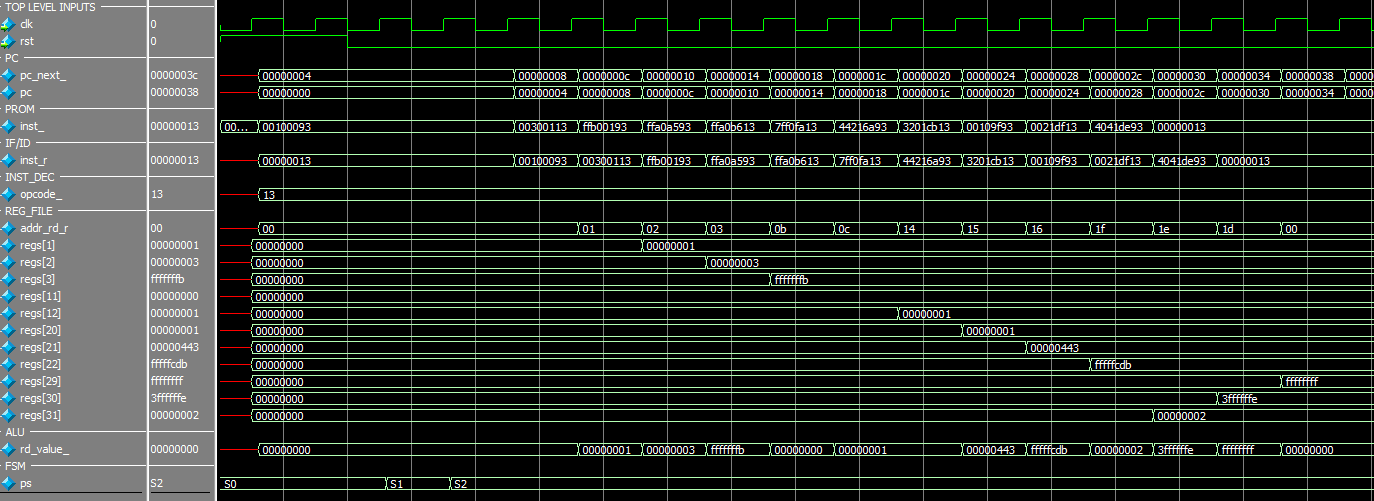 TOP LEVEL INPUTS
clk 0
rst 0
PC
pc_next_ 0000003c 00000004 00000008 0000000c 00000010 00000014 00000018 0000001c 00000020 00000024 00000028 0000002c 00000030 00000034 00000038 0000
pc 00000038 00000000 00000004 00000008 0000000c 00000010 00000014 00000018 0000001c 00000020 00000024 00000028 0000002c 00000030 00000034
PROM
inst_ 00000013 00... 00100093 00300113 ffb00193 ffa0a593 ffa0b613 7ff0fa13 44216a93 3201cb13 00109f93 0021df13 4041de93 00000013
IF/ID
inst_r 00000013 00000013 00100093 00300113 ffb00193 ffa0a593 ffa0b613 7ff0fa13 44216a93 3201cb13 00109f93 0021df13 4041de93 00000013
INST_DEC
opcode_ 13 13
REG_FILE
addr_rd_r 00 00 01 02 03 0b 0c 14 15 16 1f 1e 1d 00
regs[1] 00000001 00000000 00000001
regs[2] 00000003 00000000 00000003
regs[3] fffffffb 00000000 fffffffb
regs[11] 00000000 00000000
regs[12] 00000001 00000000 00000001
regs[20] 00000001 00000000 00000001
regs[21] 00000443 00000000 00000443
regs[22] fffffcdb 00000000 fffffcdb
regs[29] ffffffff 00000000 ffffffff
regs[30] 3ffffffe 00000000 3ffffffe
regs[31] 00000002 00000000 00000002
ALU
rd_value_ 00000000 00000000 00000001 00000003 fffffffb 00000000 00000001 00000443 fffffcdb 00000002 3ffffffe ffffffff 00000000
FSM
ps S2 S0 S1 S2